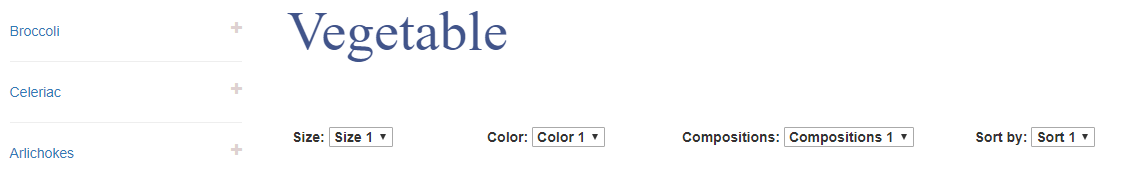 Broccoli
Celeriac
Arlichokes
Vegetable
Size: Size 1
Color: Color 1
Compositions: Compositions 1
Sort by: Sort 1